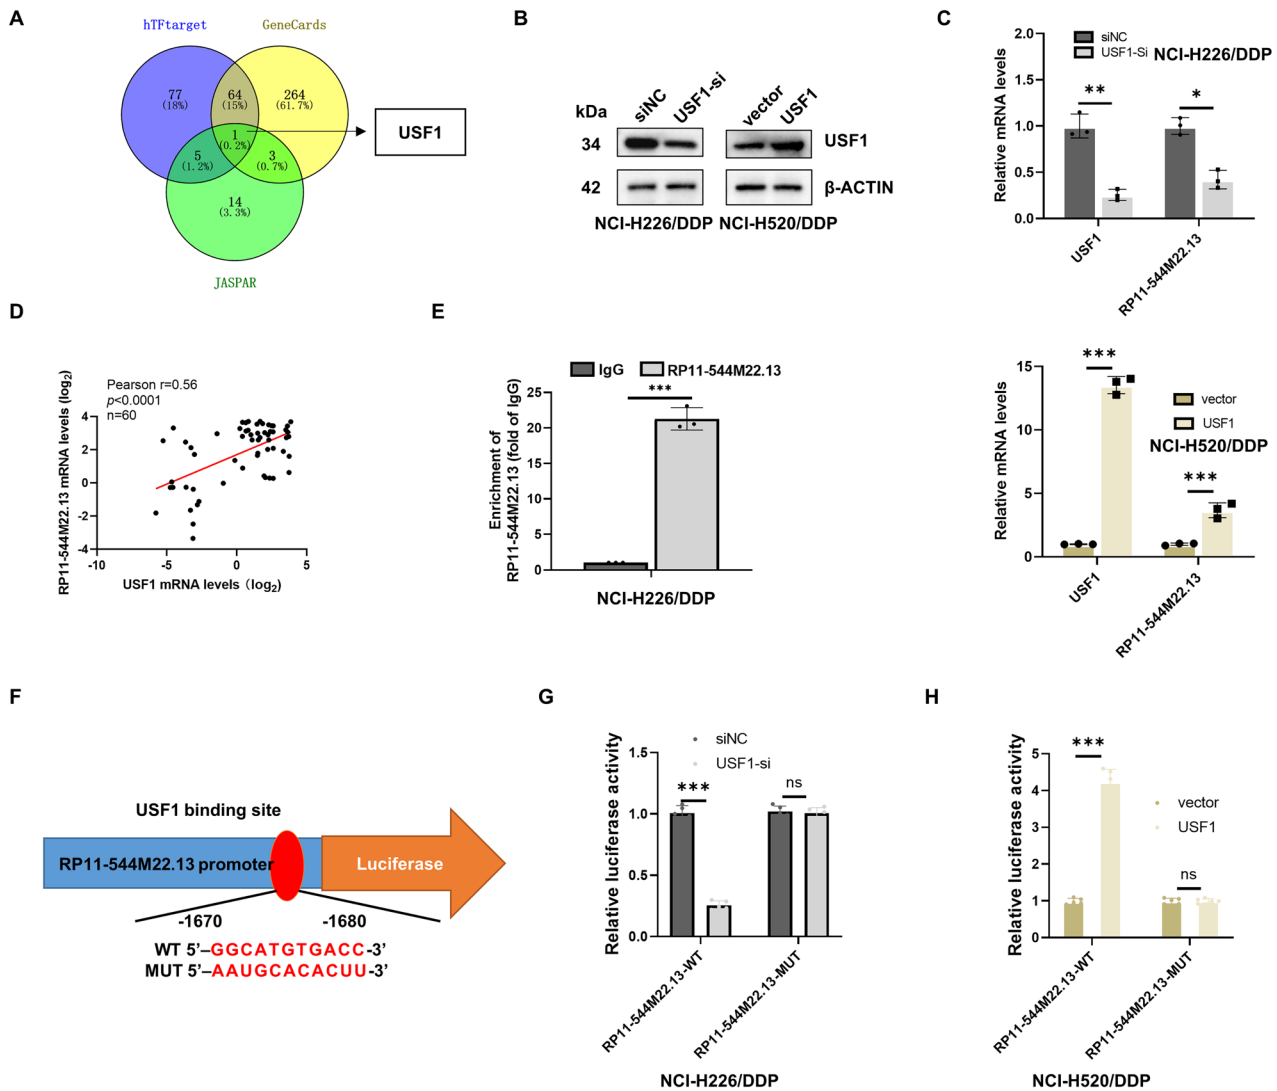 A
hTFtarget
GeneCards
77
(18%)
64
(15%)
264
(61.7%)
1
(0.2%)
5
(1.2%)
3
(0.7%)
14
(3.3%)
JASPAR
USF1
B
kDa
siNC
USF1-si
vector
USF1
34
USF1
42
β-ACTIN
NCI-H226/DDP
NCI-H520/DDP
C
Relative mRNA levels
2.0
1.5
1.0
0.5
0.0
siNC
USF1-Si
NCI-H226/DDP
**
*
USF1
RP11-544M22.13
Relative mRNA levels
15
10
5
0
***
***
vector
USF1
NCI-H520/DDP
USF1
RP11-544M22.13
D
RP11-544M22.13 mRNA levels (log2)
Pearson r=0.56
p<0.0001
n=60
4
2
0
-2
-4
-10
-5
0
5
USF1 mRNA levels (log2)
E
IgG
RP11-544M22.13
***
Enrichment of
RP11-544M22.13 (fold of IgG)
25
20
15
10
5
0
NCI-H226/DDP
F
USF1 binding site
RP11-544M22.13 promoter
Luciferase
-1670
-1680
WT 5’–GGCATGTGACC-3’
MUT 5’–AAUGCACACUU-3’
G
siNC
USF1-si
Relative luciferase activity
1.5
1.0
0.5
0.0
***
ns
RP11-544M22.13-WT
RP11-544M22.13-MUT
NCI-H226/DDP
H
Relative luciferase activity
5
4
3
2
1
0
***
ns
vector
USF1
RP11-544M22.13-WT
RP11-544M22.13-MUT
NCI-H520/DDP